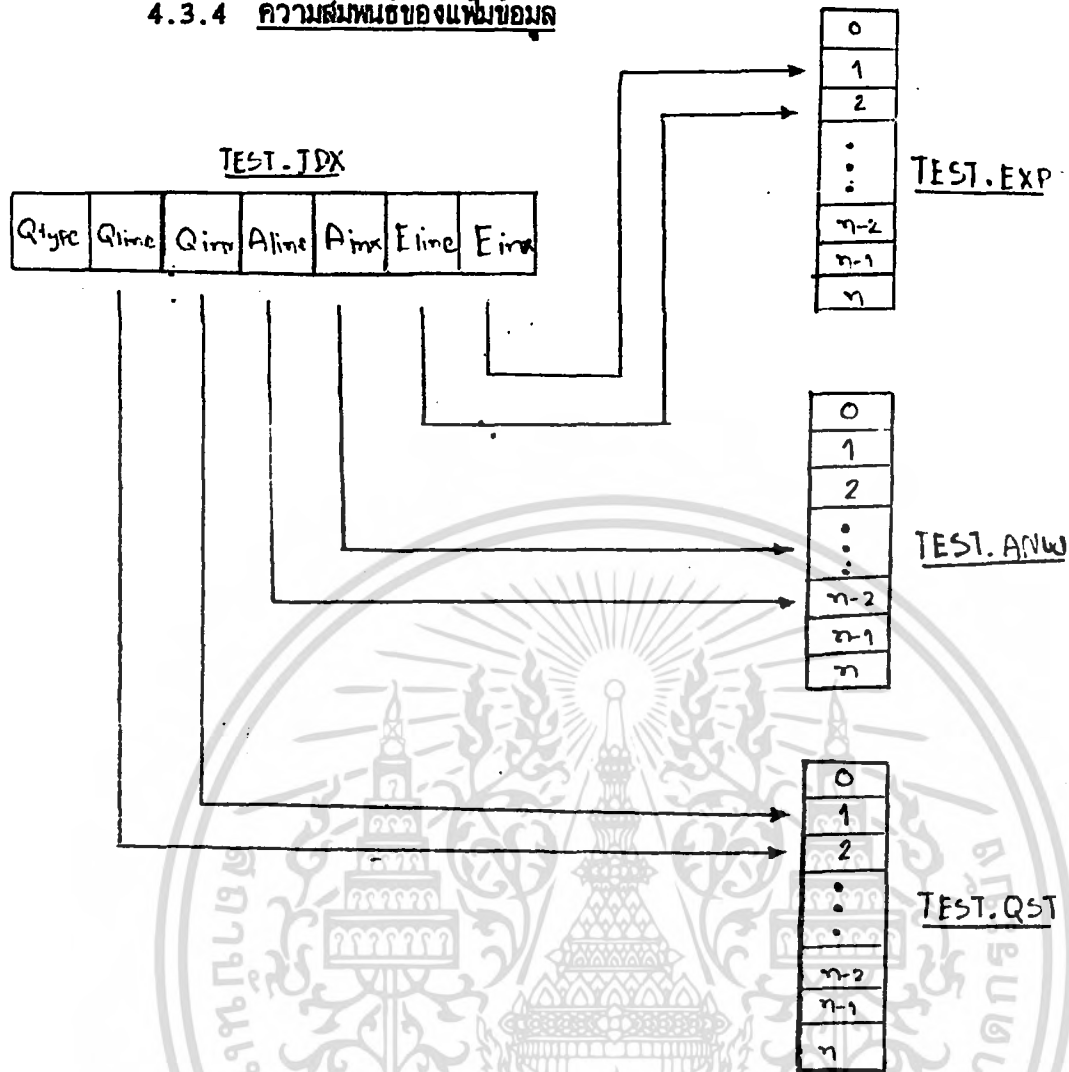 4.3.4 ความสัมพันธ์ของแฟ้มข้อมูล
TEST.IDX
Qtype Qline Qinx Aline Ainx Eline Einx
0
1
2
n-2
n-1
n
TEST.EXP
0
1
2
n-2
n-1
n
TEST.ANW
0
1
2
n-2
n-1
n
TEST.QST